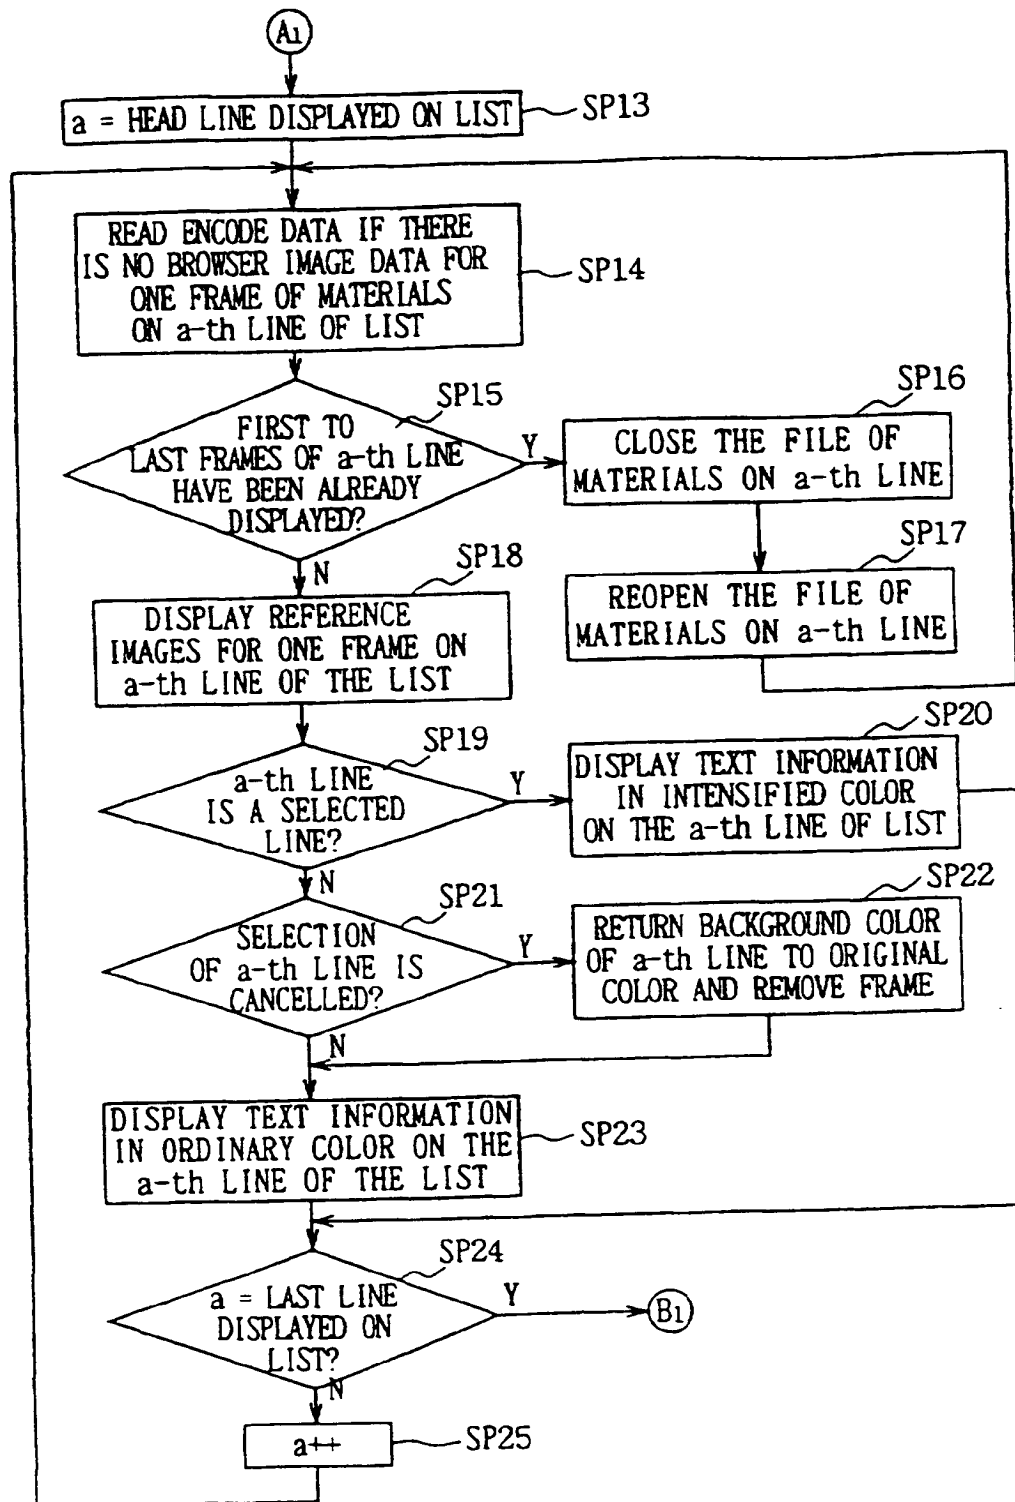 A1
a = HEAD LINE DISPLAYED ON LIST
SP13
READ ENCODE DATA IF THERE
IS NO BROWSER IMAGE DATA FOR
ONE FRAME OF MATERIALS
ON a-th LINE OF LIST
SP14
SP15
FIRST TO
LAST FRAMES OF a-th LINE
HAVE BEEN ALREADY
DISPLAYED?
Y
N
SP16
CLOSE THE FILE OF
MATERIALS ON a-th LINE
SP17
REOPEN THE FILE OF
MATERIALS ON a-th LINE
SP18
DISPLAY REFERENCE
IMAGES FOR ONE FRAME ON
a-th LINE OF THE LIST
SP19
a-th LINE
IS A SELECTED
LINE?
Y
N
SP20
DISPLAY TEXT INFORMATION
IN INTENSIFIED COLOR
ON THE a-th LINE OF LIST
SP21
SELECTION
OF a-th LINE IS
CANCELLED?
Y
N
SP22
RETURN BACKGROUND COLOR
OF a-th LINE TO ORIGINAL
COLOR AND REMOVE FRAME
DISPLAY TEXT INFORMATION
IN ORDINARY COLOR ON THE
a-th LINE OF THE LIST
SP23
SP24
a = LAST LINE
DISPLAYED ON
LIST?
Y
N
B1
a++
SP25